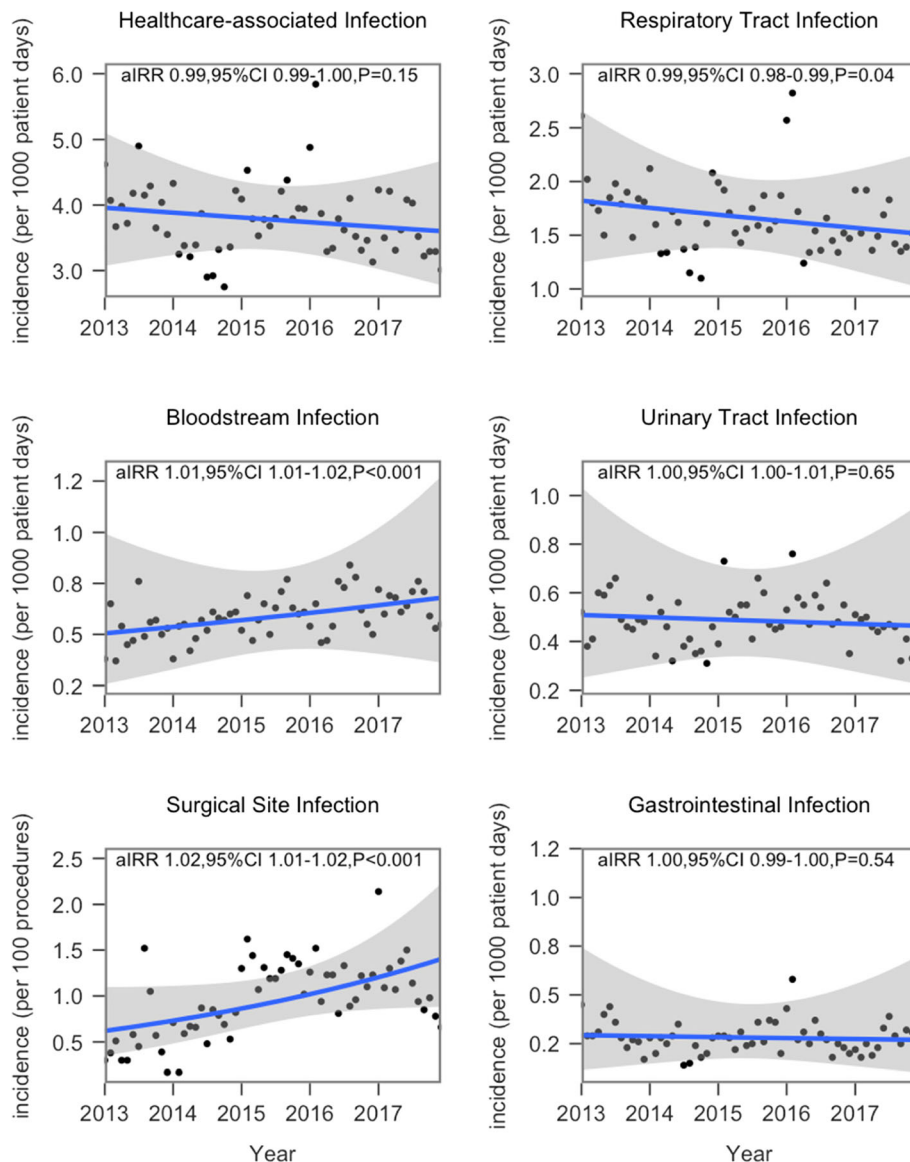 Healthcare-associated Infection
incidence (per 1000 patient days)
aIRR 0.99,95%CI 0.99-1.00,P=0.15
6.0
5.0
4.0
3.0
2013 2014 2015 2016 2017
Respiratory Tract Infection
incidence (per 1000 patient days)
aIRR 0.99,95%CI 0.98-0.99,P=0.04
3.0
2.5
2.0
1.5
1.0
2013 2014 2015 2016 2017
Bloodstream Infection
incidence (per 1000 patient days)
aIRR 1.01,95%CI 1.01-1.02,P<0.001
1.2
1.0
0.8
0.5
0.2
2013 2014 2015 2016 2017
Urinary Tract Infection
incidence (per 1000 patient days)
aIRR 1.00,95%CI 1.00-1.01,P=0.65
1.0
0.8
0.6
0.4
0.2
2013 2014 2015 2016 2017
Surgical Site Infection
incidence (per 100 procedures)
aIRR 1.02,95%CI 1.01-1.02,P<0.001
2.5
2.0
1.5
1.0
0.5
2013 2014 2015 2016 2017
Year
Gastrointestinal Infection
incidence (per 1000 patient days)
aIRR 1.00,95%CI 0.99-1.00,P=0.54
1.2
1.0
0.8
0.5
0.2
2013 2014 2015 2016 2017
Year